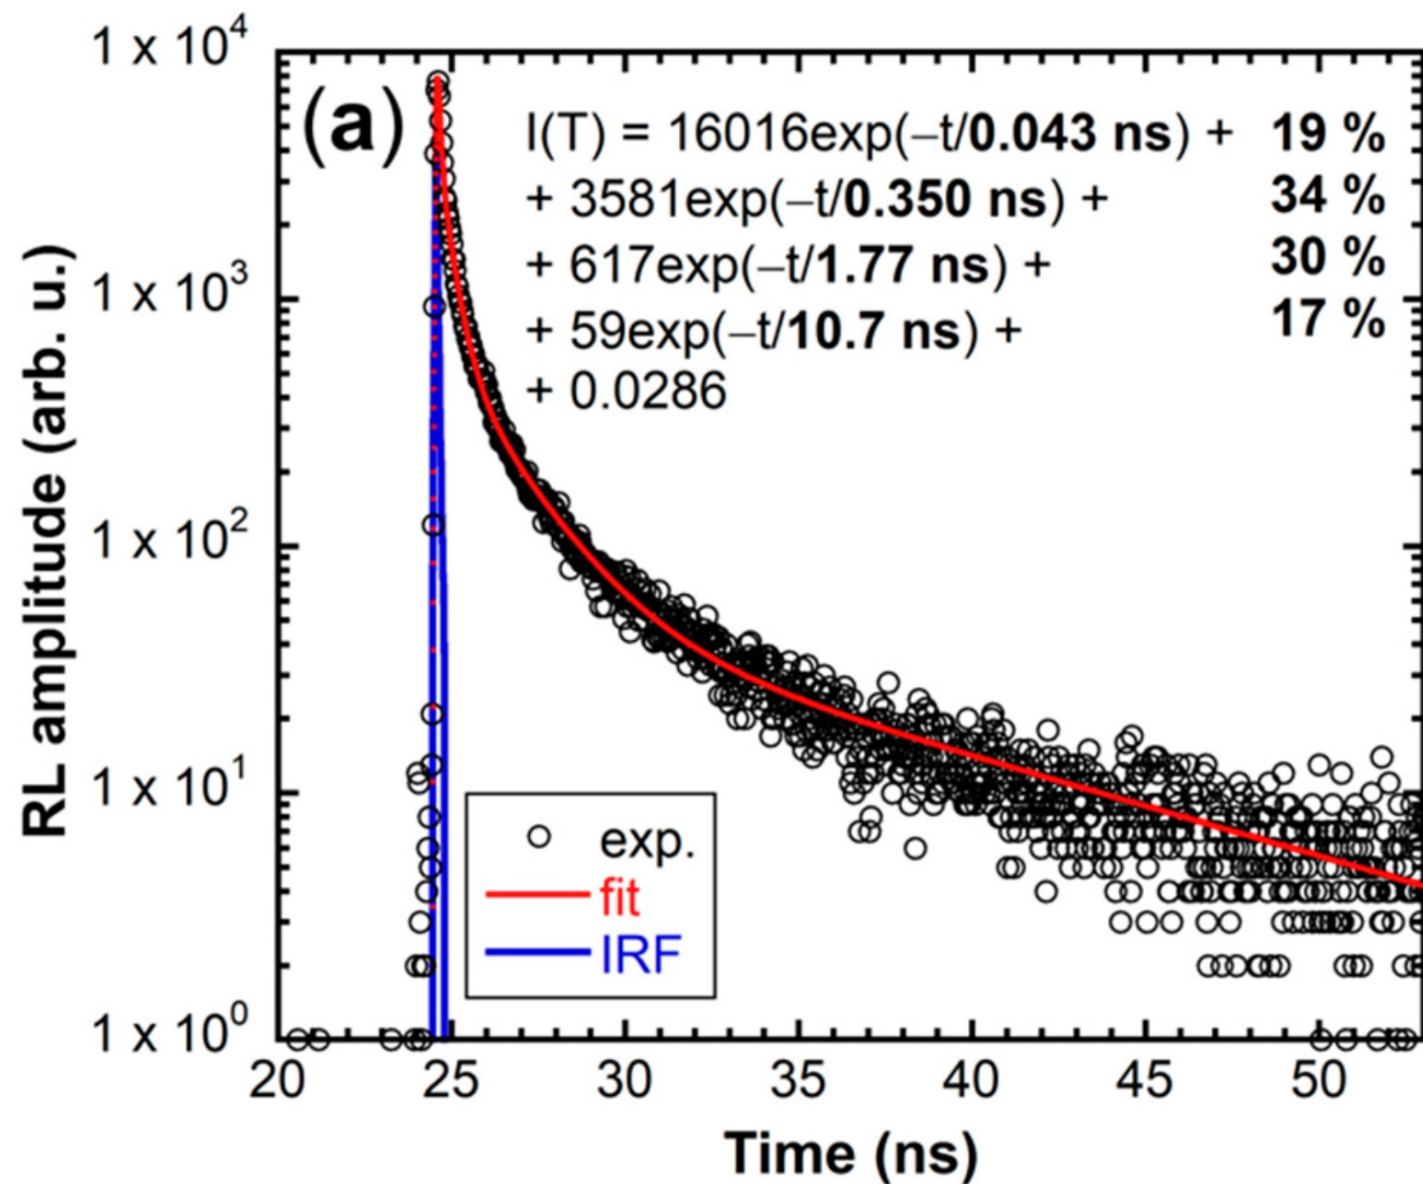 1 x 10⁴
(a)
I(T) = 16016exp(–t/0.043 ns) + 19 %
+ 3581exp(–t/0.350 ns) + 34 %
+ 617exp(–t/1.77 ns) + 30 %
+ 59exp(–t/10.7 ns) + 17 %
+ 0.0286
1 x 10³
1 x 10²
1 x 10¹
1 x 10⁰
RL amplitude (arb. u.)
exp.
fit
IRF
20 25 30 35 40 45 50
Time (ns)